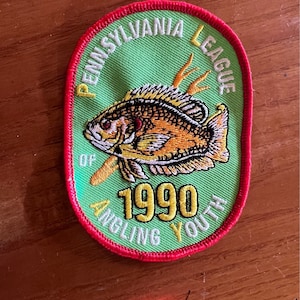 PENNSYLVANIA LEAGUE
OF
1990
ANGLING YOUTH